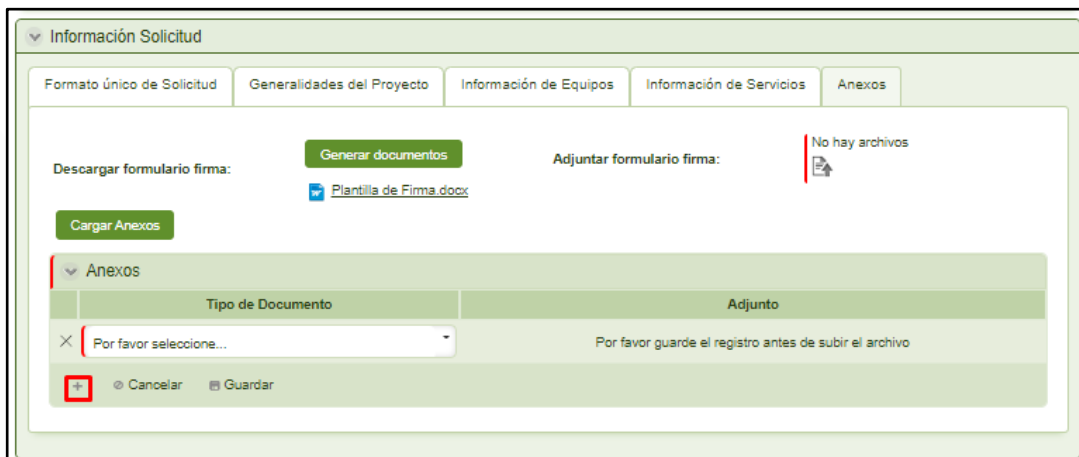 Información Solicitud
Formato único de Solicitud
Generalidades del Proyecto
Información de Equipos
Información de Servicios
Anexos
Descargar formulario firma:
Generar documentos
Plantilla de Firma.docx
Adjuntar formulario firma:
No hay archivos
Cargar Anexos
Anexos
Tipo de Documento
Adjunto
Por favor seleccione...
Por favor guarde el registro antes de subir el archivo
Cancelar
Guardar